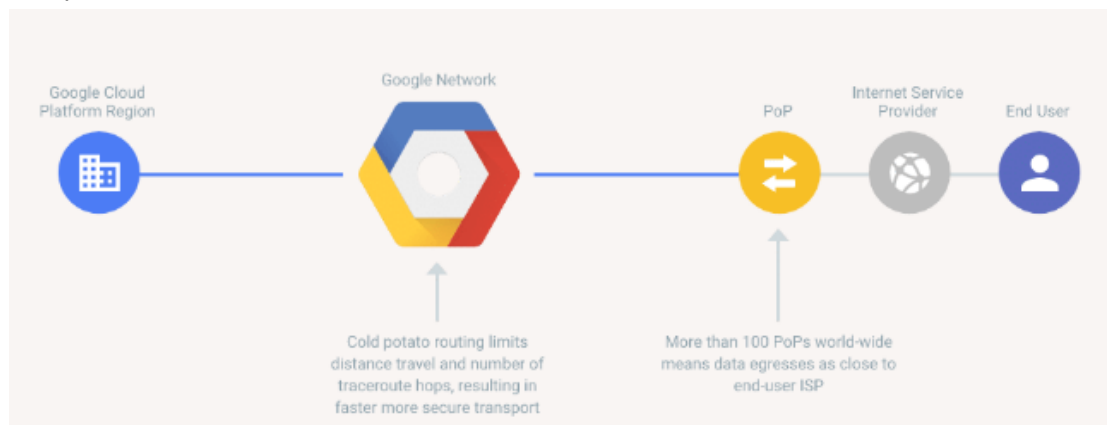 Google Cloud
Platform Region
Google Network
PoP
Internet Service
Provider
End User
Cold potato routing limits
distance travel and number of
traceroute hops, resulting in
faster more secure transport
More than 100 PoPs world-wide
means data egresses as close to
end-user ISP